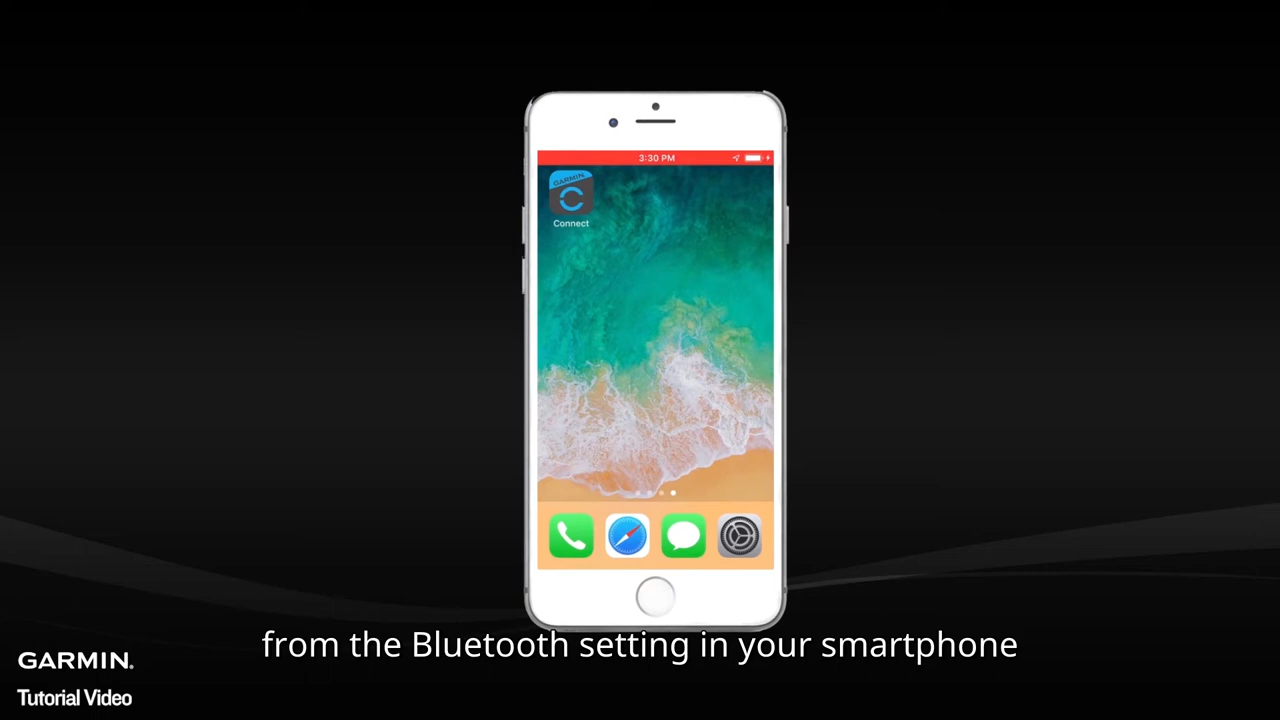 3:30 PM
GARMIN
Connect
from the Bluetooth setting in your smartphone
GARMIN.
Tutorial Video